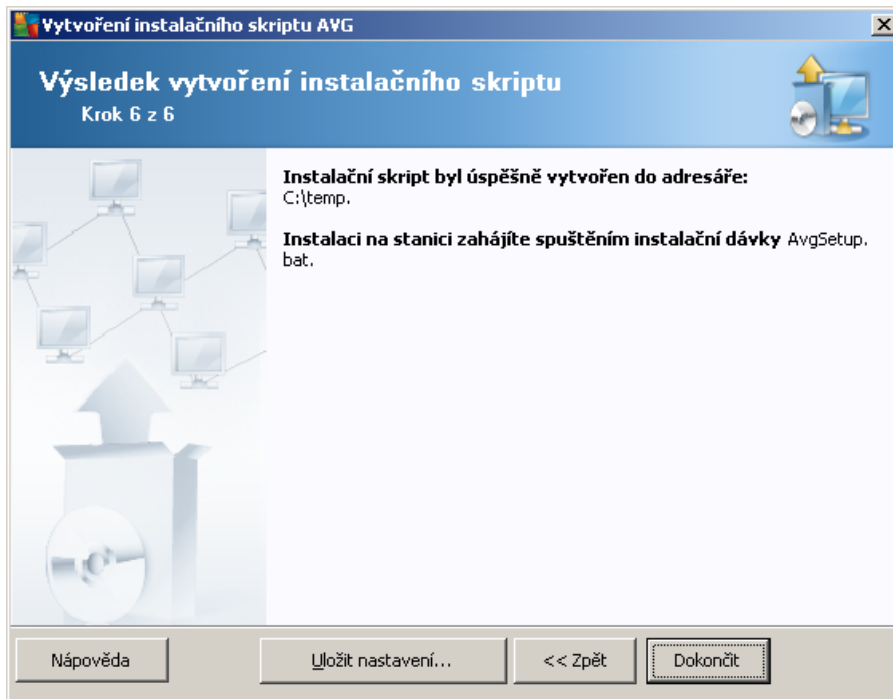 Vytvoření instalačního skriptu AVG
Výsledek vytvoření instalačního skriptu
Krok 6 z 6
Instalační skript byl úspěšně vytvořen do adresáře:
C:\temp.
Instalaci na stanici zahájíte spuštěním instalační dávky AvgSetup.
bat.
Nápověda
Uložit nastavení...
<< Zpět
Dokončit